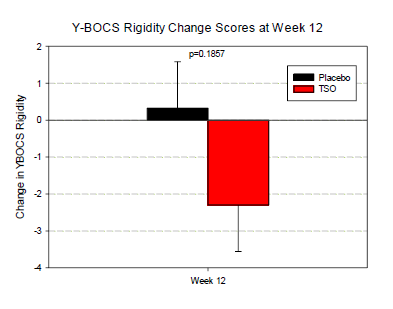 Y-BOCS Rigidity Change Scores at Week 12
p=0.1857
Placebo
TSO
Change in YBOCS Rigidity
2
1
0
-1
-2
-3
-4
Week 12